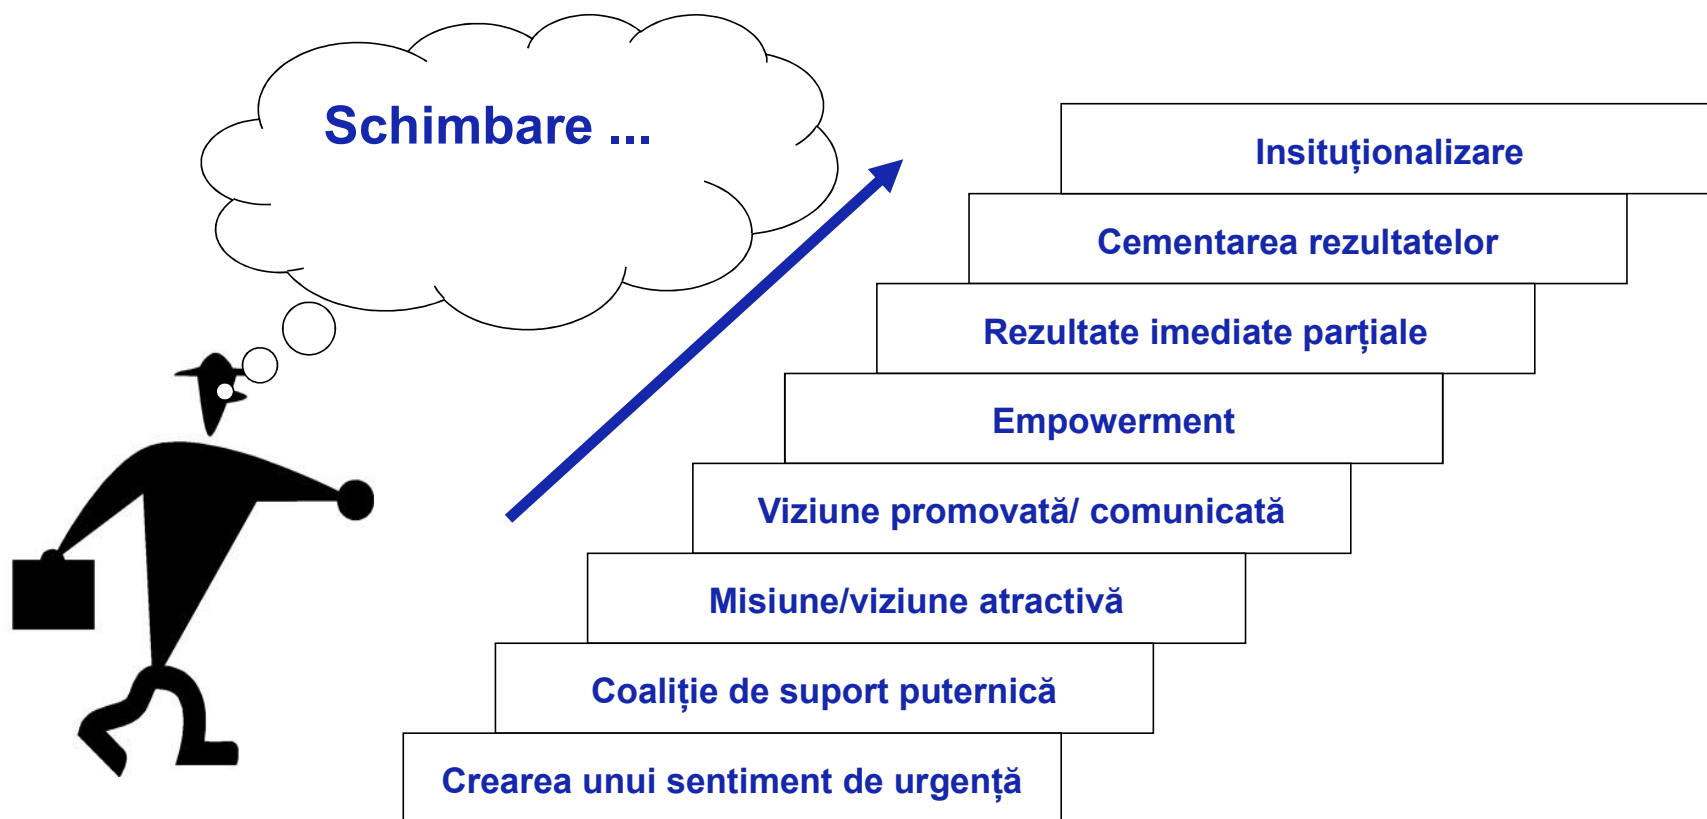 Schimbare ...
Insituționalizare
Cementarea rezultatelor
Rezultate imediate parțiale
Empowerment
Viziune promovată/ comunicată
Misiune/viziune atractivă
Coaliție de suport puternică
Crearea unui sentiment de urgență